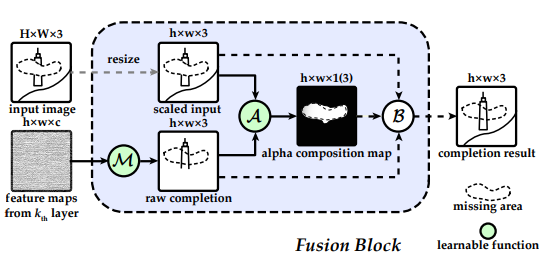 H×W×3
input image
h×w×c
feature maps
from kth layer
resize
h×w×3
scaled input
h×w×3
raw completion
M
A
h×w×1(3)
alpha composition map
B
h×w×3
completion result
missing area
learnable function
Fusion Block